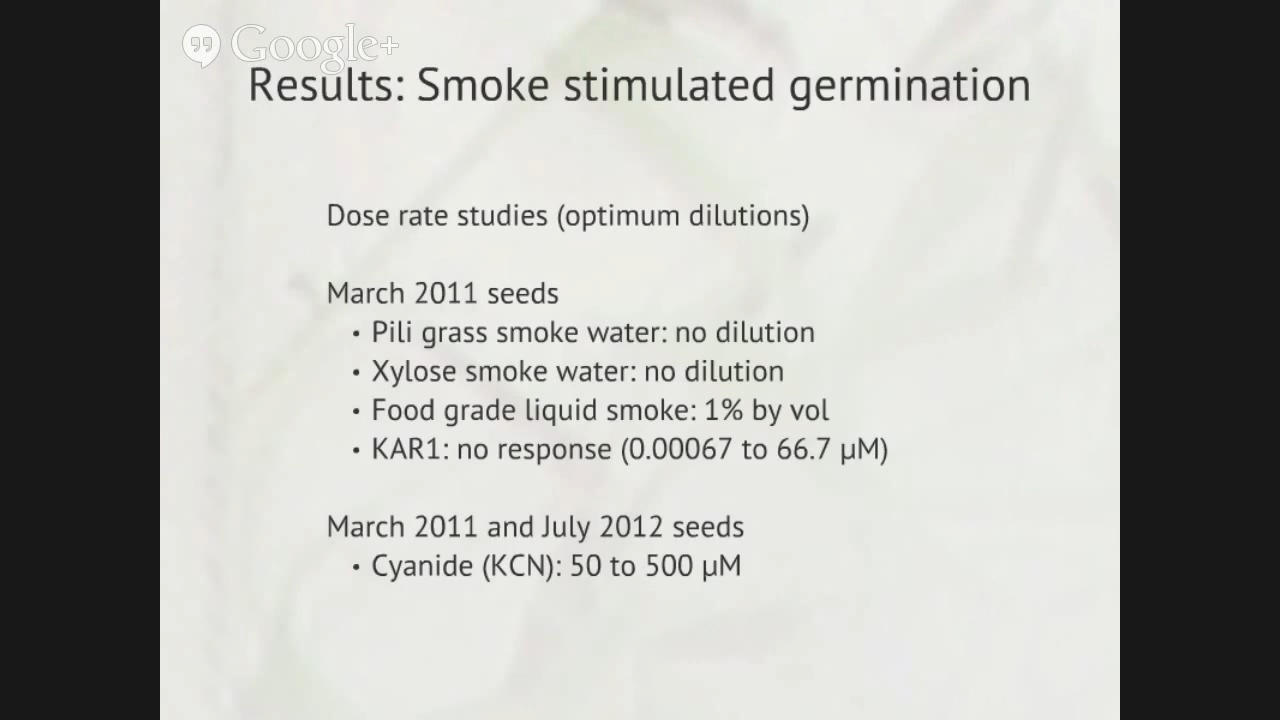 Google+
Results: Smoke stimulated germination
Dose rate studies (optimum dilutions)
March 2011 seeds
• Pili grass smoke water: no dilution
• Xylose smoke water: no dilution
• Food grade liquid smoke: 1% by vol
• KAR1: no response (0.00067 to 66.7 µM)
March 2011 and July 2012 seeds
• Cyanide (KCN): 50 to 500 µM